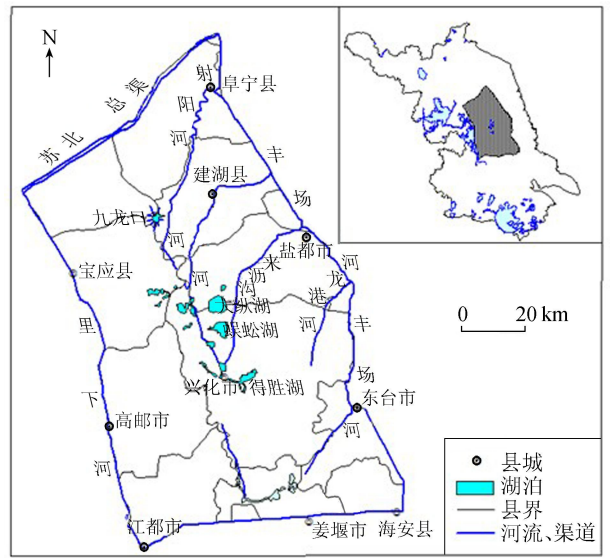 N
苏北总渠
射阳河
阜宁县
建湖县
丰场河
九龙口
河
盐都市
宝应县
河
来沥沟
龙港河
大纵湖
蜈蚣湖
里下河
兴化市
得胜湖
丰场河
东台市
高邮市
江都市
姜堰市
海安县
0 20 km
县城
湖泊
县界
河流、渠道